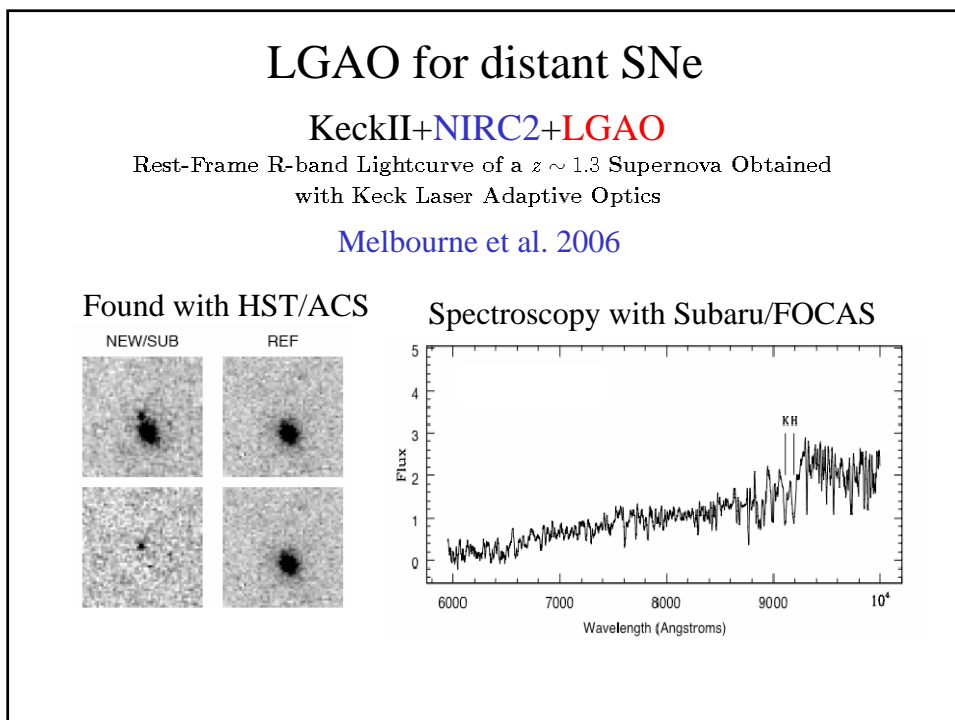 LGAO for distant SNe
KeckII+NIRC2+LGAO
Rest-Frame R-band Lightcurve of a z ~ 1.3 Supernova Obtained
with Keck Laser Adaptive Optics
Melbourne et al. 2006
Found with HST/ACS
NEW/SUB REF
Spectroscopy with Subaru/FOCAS
5
4
3
2
1
0
Flux
K H
6000 7000 8000 9000 10⁴
Wavelength (Angstroms)